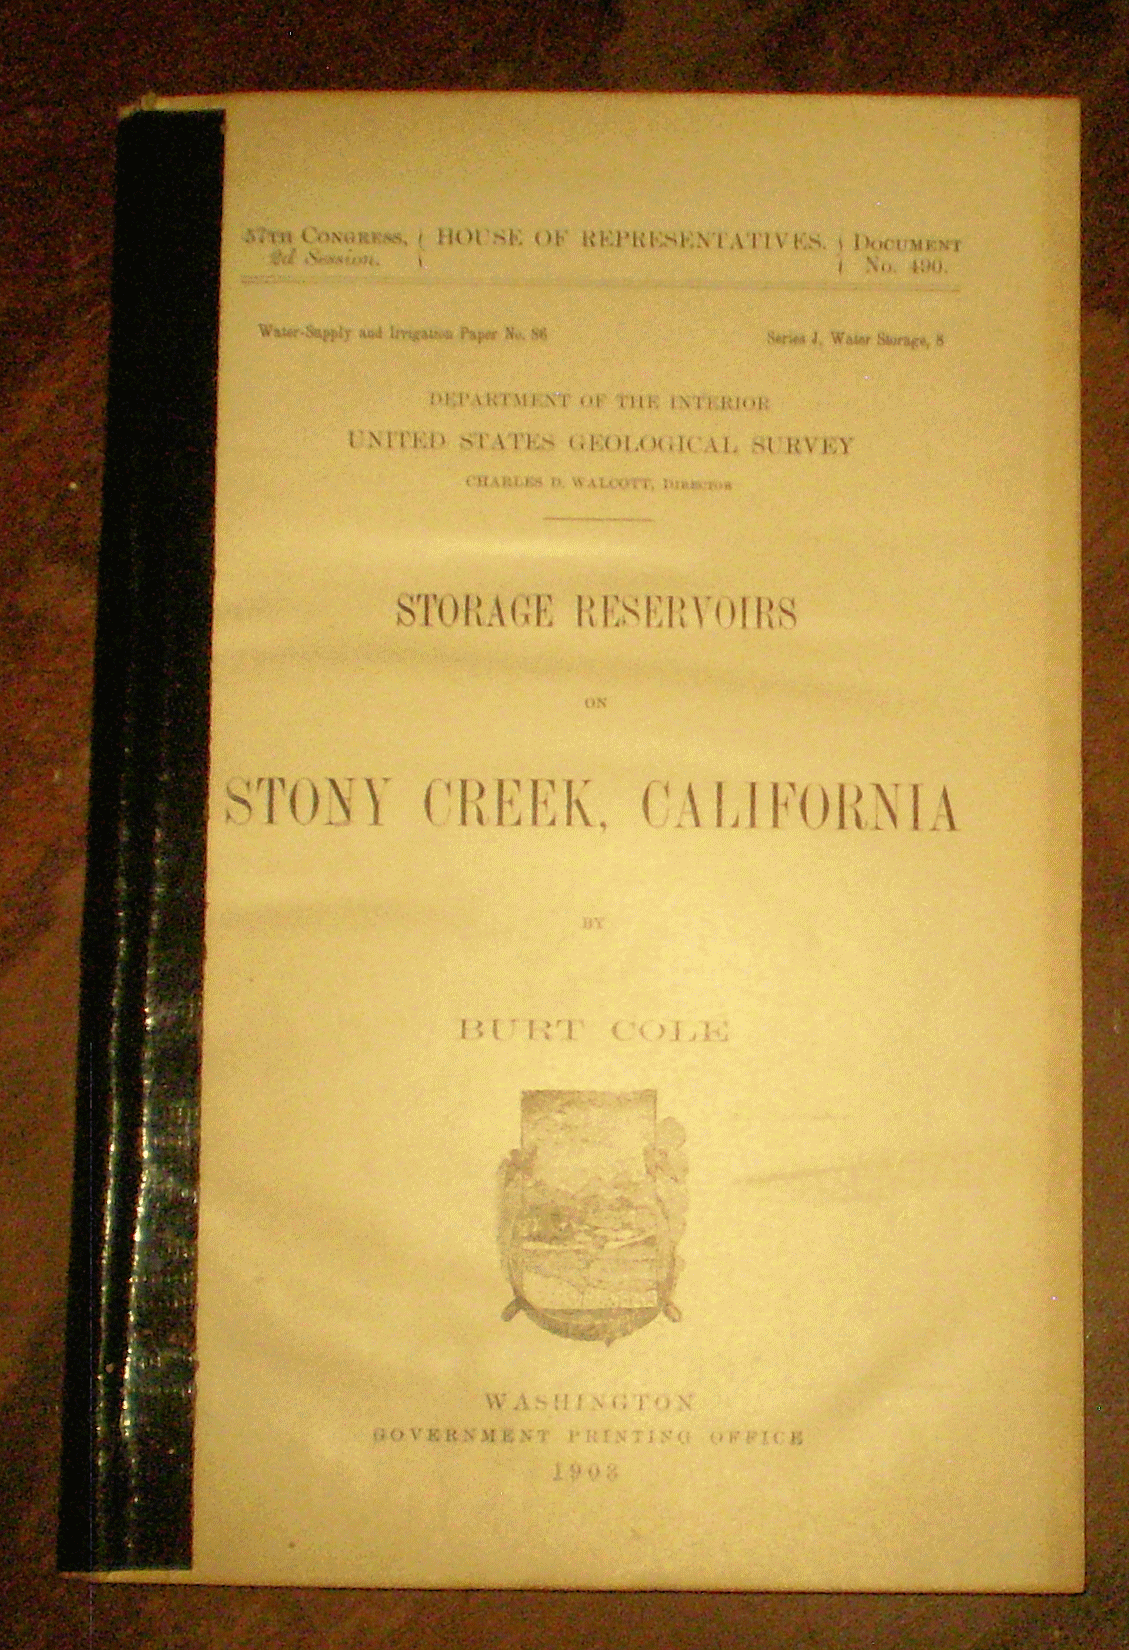 57TH CONGRESS, HOUSE OF REPRESENTATIVES. DOCUMENT
2d Session. No. 490.
Water-Supply and Irrigation Paper No. 86 Series J, Water Storage, 8
DEPARTMENT OF THE INTERIOR
UNITED STATES GEOLOGICAL SURVEY
CHARLES D. WALCOTT, DIRECTOR
STORAGE RESERVOIRS
ON
STONY CREEK, CALIFORNIA
BY
BURT COLE
WASHINGTON
GOVERNMENT PRINTING OFFICE
1903